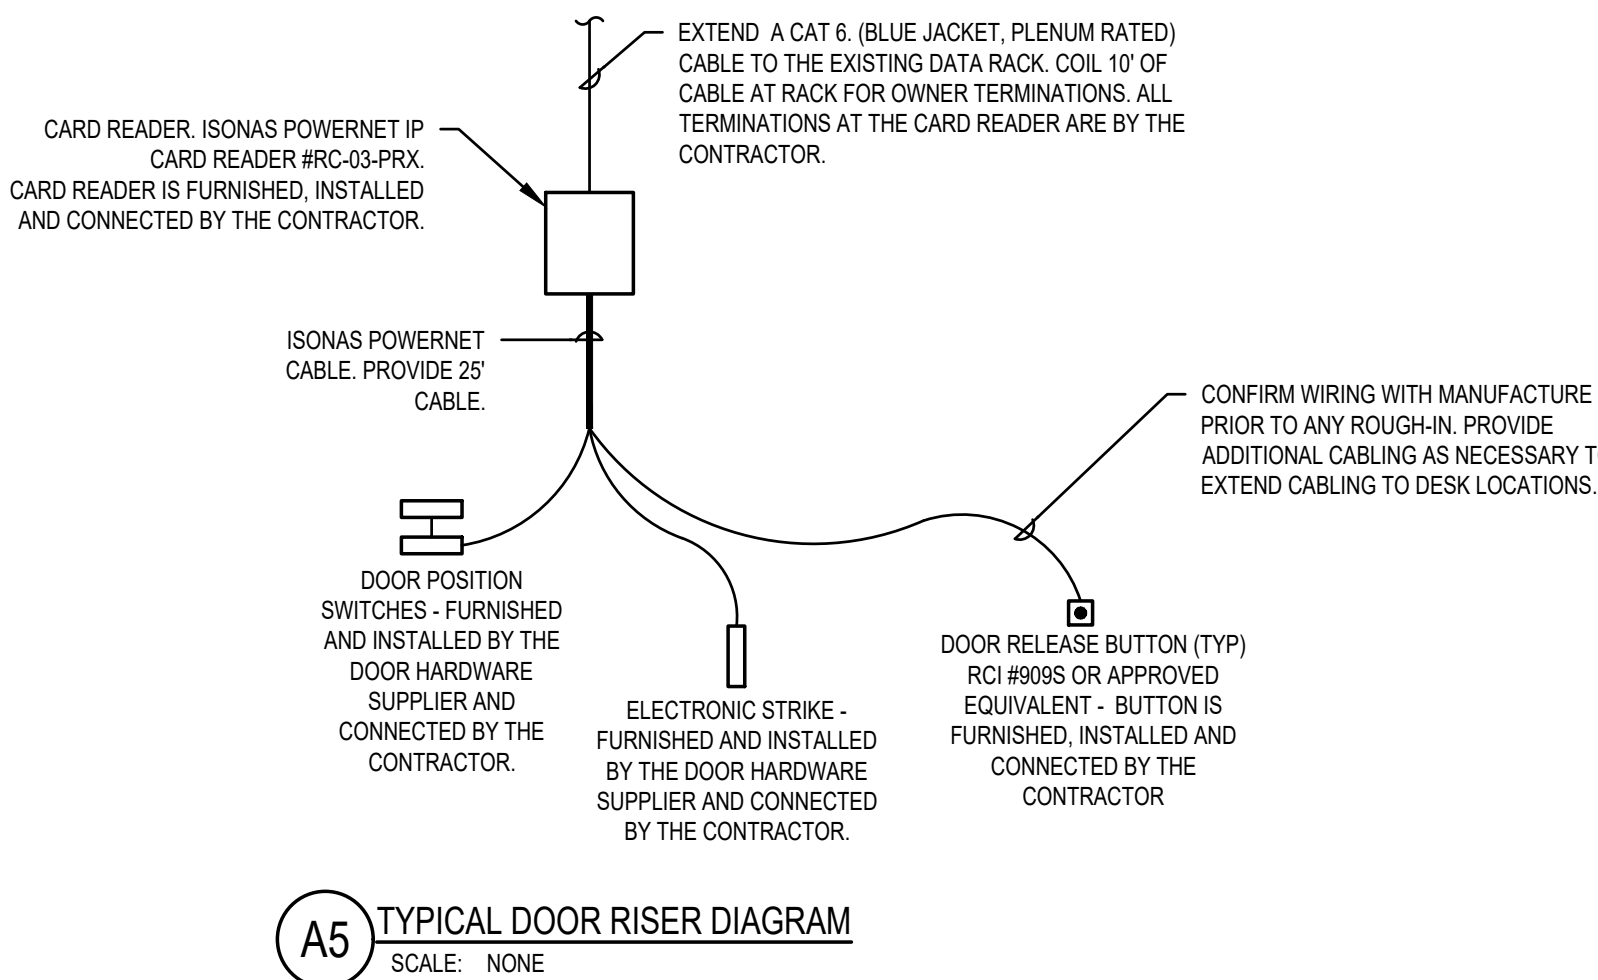 EXTEND A CAT 6. (BLUE JACKET, PLENUM RATED)
CABLE TO THE EXISTING DATA RACK. COIL 10' OF
CABLE AT RACK FOR OWNER TERMINATIONS. ALL
TERMINATIONS AT THE CARD READER ARE BY THE
CONTRACTOR.
CARD READER. ISONAS POWERNET IP
CARD READER #RC-03-PRX.
CARD READER IS FURNISHED, INSTALLED
AND CONNECTED BY THE CONTRACTOR.
ISONAS POWERNET
CABLE. PROVIDE 25'
CABLE.
CONFIRM WIRING WITH MANUFACTURE
PRIOR TO ANY ROUGH-IN. PROVIDE
ADDITIONAL CABLING AS NECESSARY
EXTEND CABLING TO DESK LOCATIONS.
DOOR POSITION
SWITCHES - FURNISHED
AND INSTALLED BY THE
DOOR HARDWARE
SUPPLIER AND
CONNECTED BY THE
CONTRACTOR.
ELECTRONIC STRIKE -
FURNISHED AND INSTALLED
BY THE DOOR HARDWARE
SUPPLIER AND CONNECTED
BY THE CONTRACTOR.
DOOR RELEASE BUTTON (TYP)
RCI #909S OR APPROVED
EQUIVALENT - BUTTON IS
FURNISHED, INSTALLED AND
CONNECTED BY THE
CONTRACTOR
A5
TYPICAL DOOR RISER DIAGRAM
SCALE: NONE